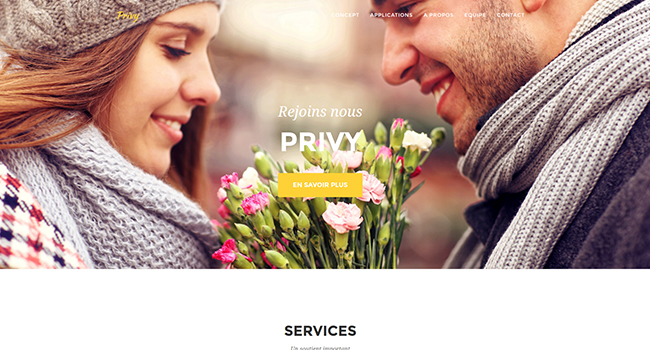 Privy
CONCEPT APPLICATIONS A PROPOS EQUIPE CONTACT
Rejoins nous
PRIVY
EN SAVOIR PLUS
SERVICES
Un soutient important